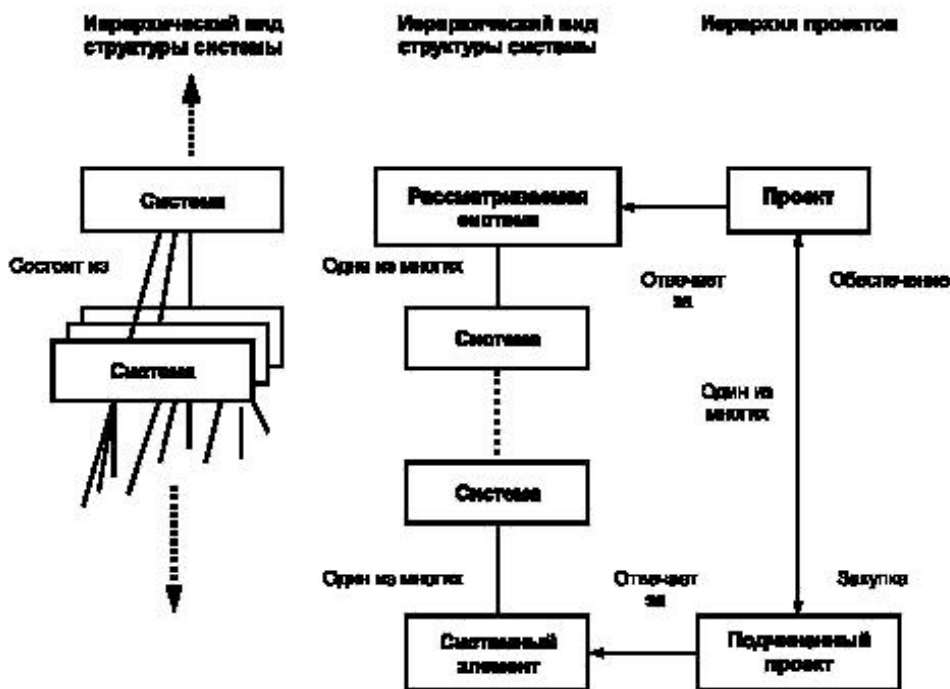 Иерархический вид
структуры системы
Иерархический вид
структуры системы
Иерархия проектов
Система
Рассматриваемая
система
Проект
Состоит из
Одна из многих
Отвечает
за
Обеспечение
Система
Система
Один из
многих
Система
Один из многих
Отвечает
за
Закупка
Системный
элемент
Подчиненный
проект